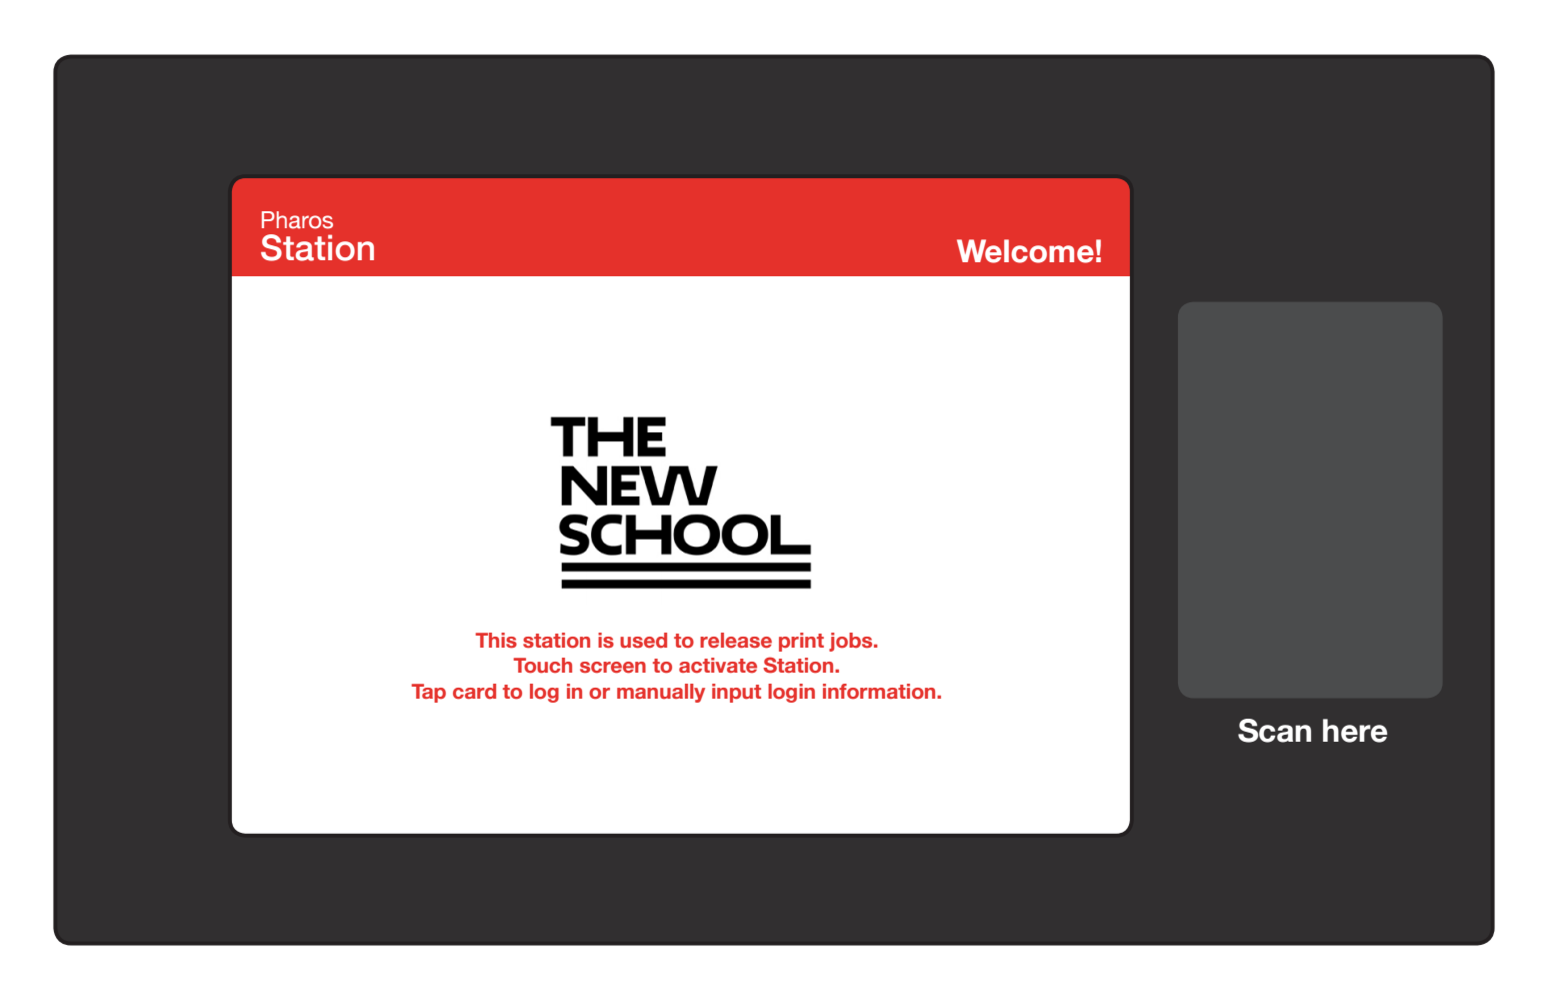 Pharos
Station
Welcome!
THE
NEW
SCHOOL
This station is used to release print jobs.
Touch screen to activate Station.
Tap card to log in or manually input login information.
Scan here